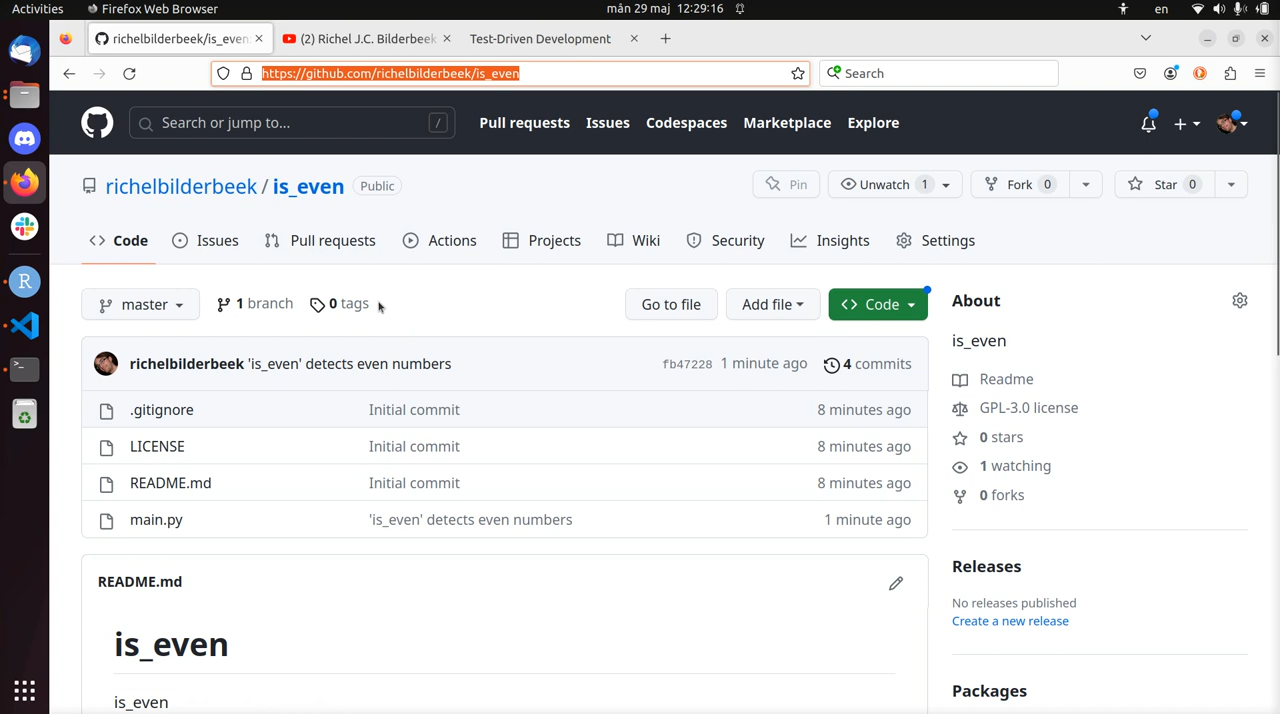 Activities
Firefox Web Browser
mån 29 maj 12:29:16
en
richelbilderbeek/is_even
(2) Richel J.C. Bilderbeek
Test-Driven Development
https://github.com/richelbilderbeek/is_even
Search
Search or jump to...
/
Pull requests
Issues
Codespaces
Marketplace
Explore
richelbilderbeek / is_even
Public
Pin
Unwatch 1
Fork 0
Star 0
Code
Issues
Pull requests
Actions
Projects
Wiki
Security
Insights
Settings
master
1 branch
0 tags
Go to file
Add file
Code
richelbilderbeek 'is_even' detects even numbers
fb47228 1 minute ago
4 commits
.gitignore
Initial commit
8 minutes ago
LICENSE
Initial commit
8 minutes ago
README.md
Initial commit
8 minutes ago
main.py
'is_even' detects even numbers
1 minute ago
README.md
is_even
is_even
About
is_even
Readme
GPL-3.0 license
0 stars
1 watching
0 forks
Releases
No releases published
Create a new release
Packages